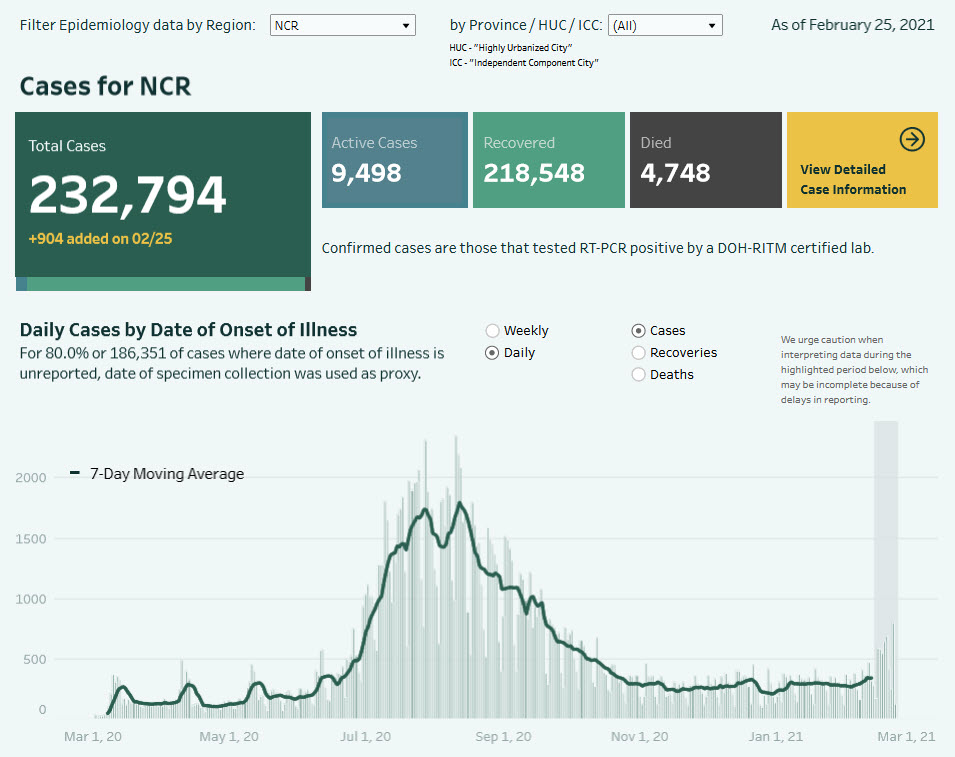 Filter Epidemiology data by Region: NCR by Province / HUC / ICC: (All) As of February 25, 2021
HUC - "Highly Urbanized City"
ICC - "Independent Component City"
Cases for NCR
Total Cases
232,794
+904 added on 02/25
Active Cases
9,498
Recovered
218,548
Died
4,748
View Detailed
Case Information
Confirmed cases are those that tested RT-PCR positive by a DOH-RITM certified lab.
Daily Cases by Date of Onset of Illness
For 80.0% or 186,351 of cases where date of onset of illness is
unreported, date of specimen collection was used as proxy.
Weekly
Daily
Cases
Recoveries
Deaths
We urge caution when
interpreting data during the
highlighted period below, which
may be incomplete because of
delays in reporting.
7-Day Moving Average
2000
1500
1000
500
0
Mar 1, 20 May 1, 20 Jul 1, 20 Sep 1, 20 Nov 1, 20 Jan 1, 21 Mar 1, 21